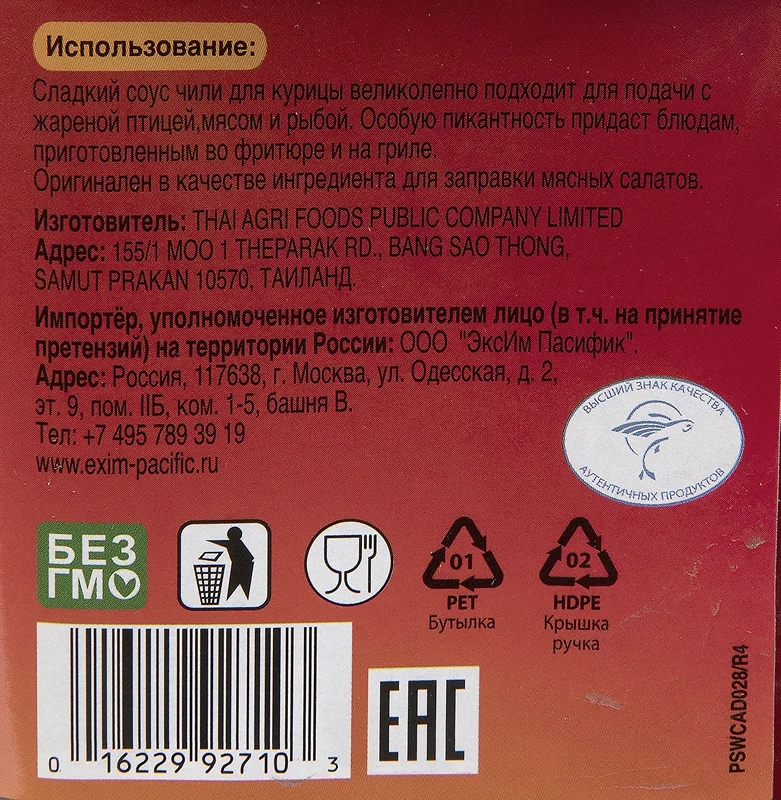 Использование:
Сладкий соус чили для курицы великолепно подходит для подачи с
жареной птицей,мясом и рыбой. Особую пикантность придаст блюдам,
приготовленным во фритюре и на гриле.
Оригинален в качестве ингредиента для заправки мясных салатов.
Изготовитель: THAI AGRI FOODS PUBLIC COMPANY LIMITED
Адрес: 155/1 MOO 1 THEPARAK RD., BANG SAO THONG,
SAMUT PRAKAN 10570, ТАИЛАНД.
Импортёр, уполномоченное изготовителем лицо (в т.ч. на принятие
претензий) на территории России: ООО "ЭксИм Пасифик".
Адрес: Россия, 117638, г. Москва, ул. Одесская, д. 2,
эт. 9, пом. IIБ, ком. 1-5, башня В.
Тел: +7 495 789 39 19
www.exim-pacific.ru
ВЫСШИЙ ЗНАК КАЧЕСТВА
АУТЕНТИЧНЫХ ПРОДУКТОВ
БЕЗ
ГМО
01
PET
Бутылка
02
HDPE
Крышка
ручка
0 16229 92710 3
EAC
PSWCAD028/R4